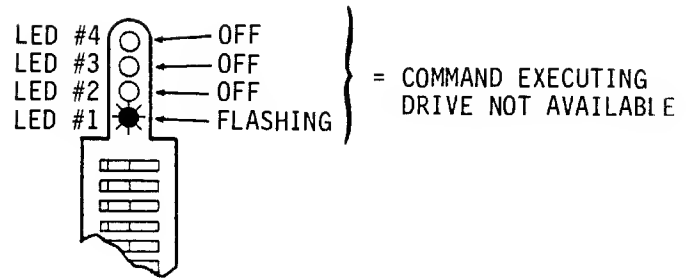 LED #4 OFF
LED #3 OFF
LED #2 OFF
LED #1 FLASHING
= COMMAND EXECUTING
DRIVE NOT AVAILABLE